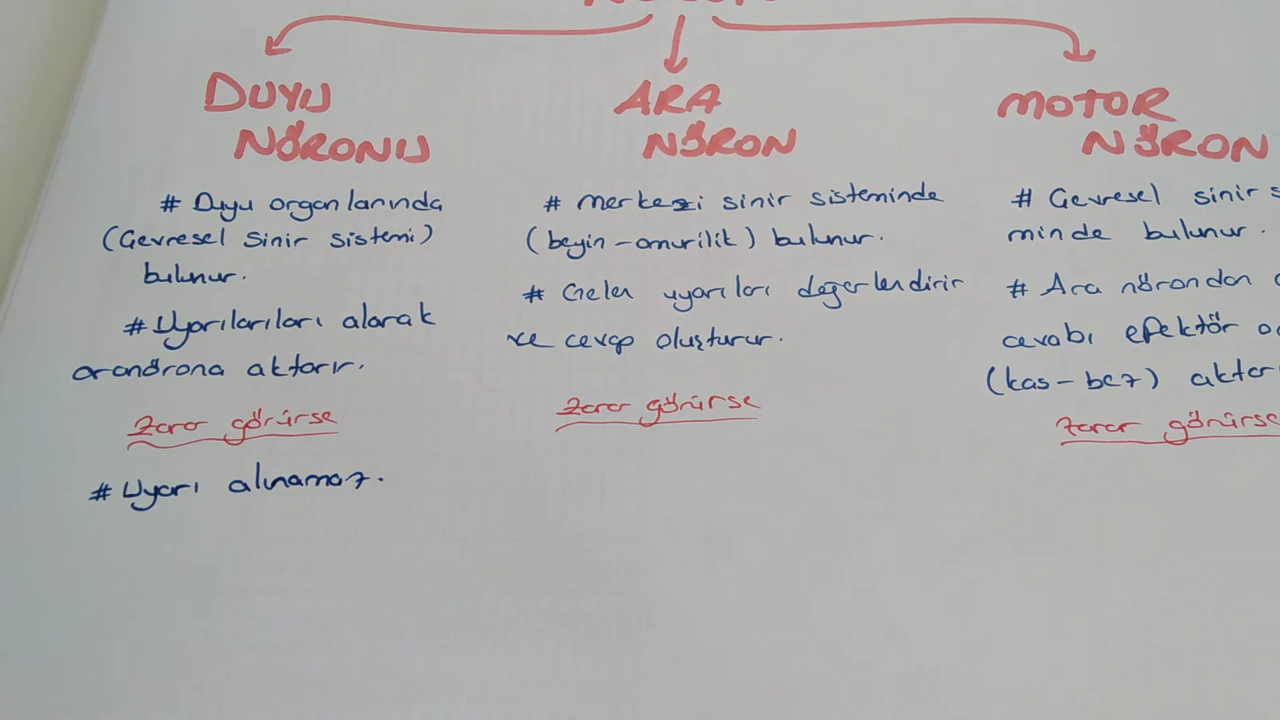 DUYU
NÖRONU
# Duyu organlarında
(Çevresel sinir sistemi)
bulunur.
# Uyarılarıları alarak
aranörona aktarır.
zarar görürse
# Uyarı alınamaz.
ARA
NÖRON
# merkezi sinir sisteminde
(beyin-omurilik) bulunur.
# Gelen uyarıları değerlendirir
ve cevap oluşturur.
zarar görürse
MOTOR
NÖRON
# Çevresel sinir
minde bulunur.
# Ara nörondan
cevabı efektör
(kas-bez)
zarar görürse